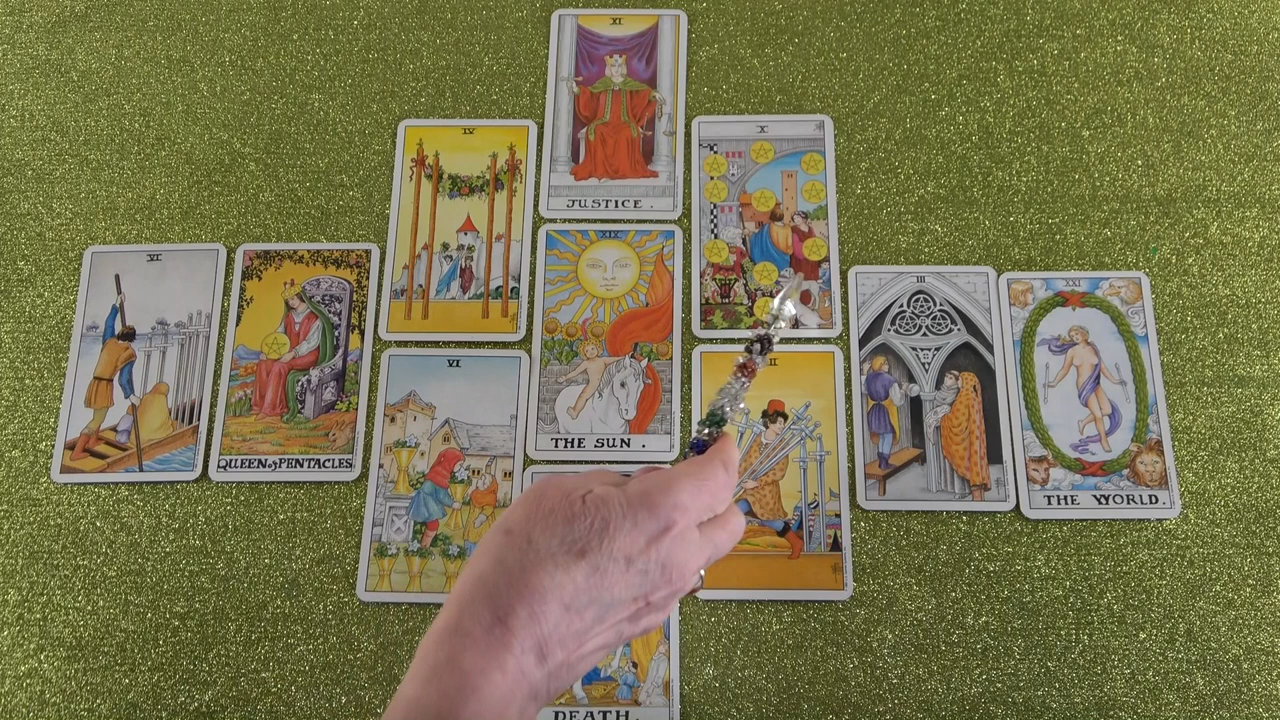 XI
JUSTICE.
IV
X
VI
QUEEN of PENTACLES
XIX
THE SUN.
III
XXI
THE WORLD.
VI
II
DEATH.